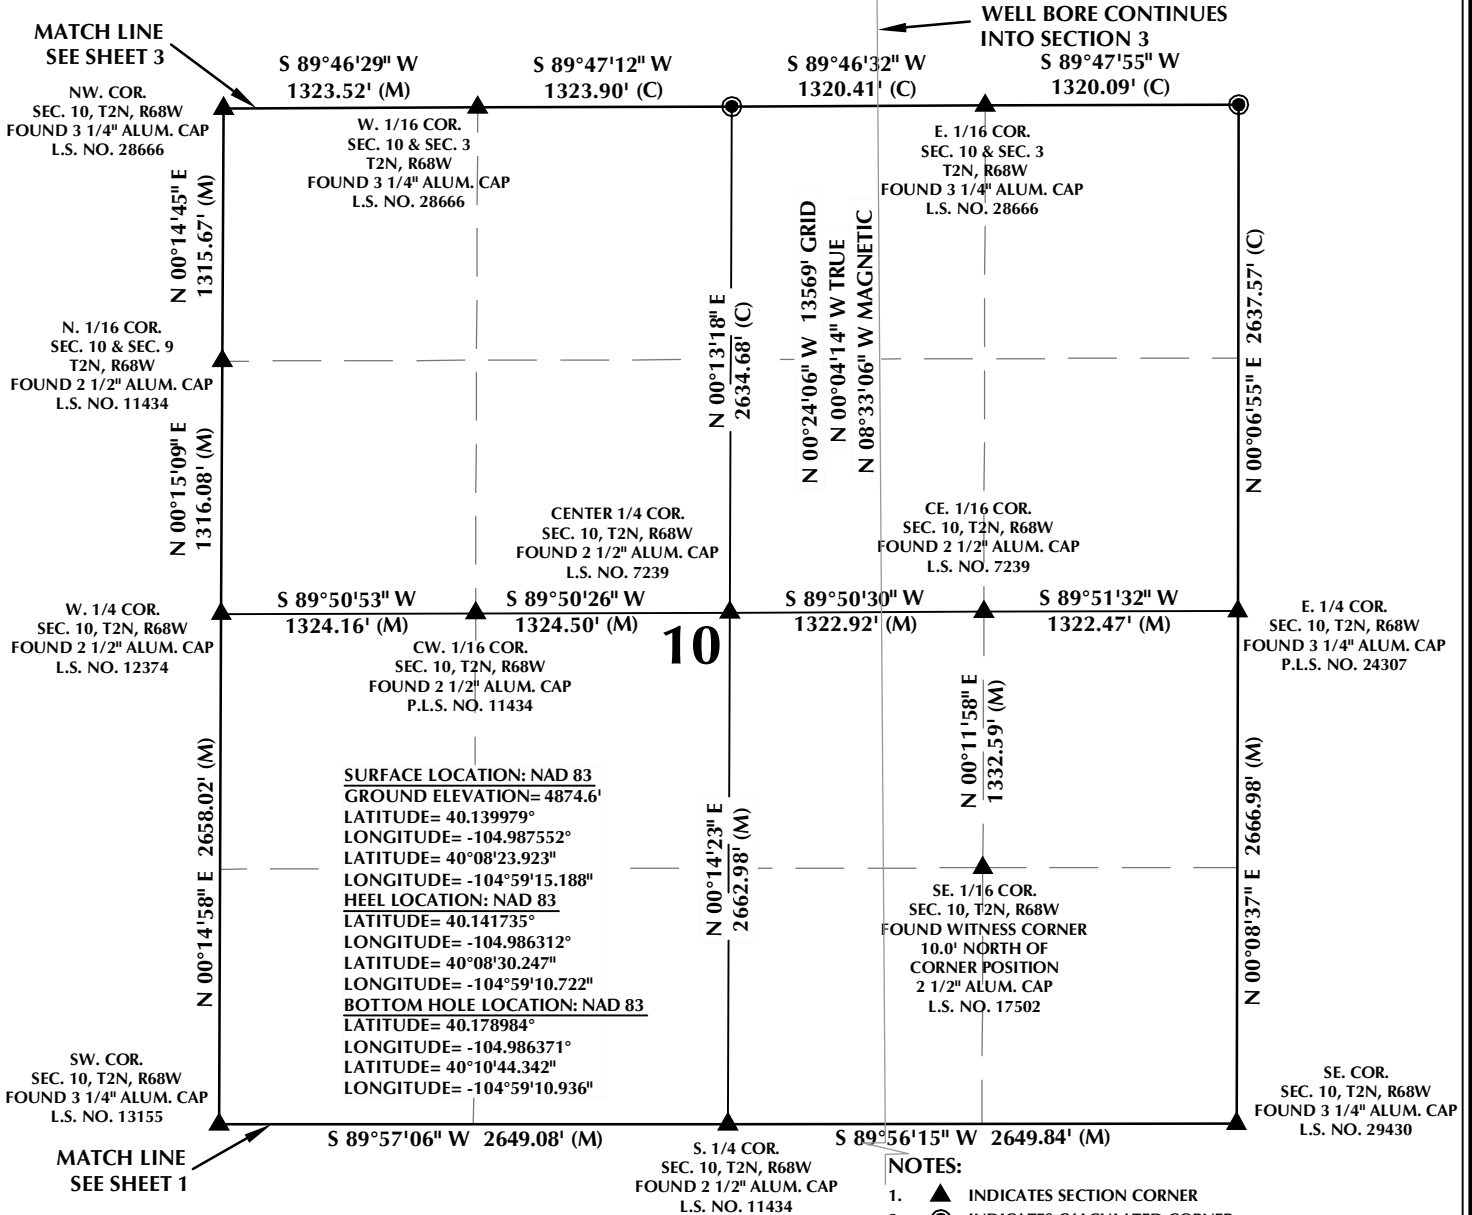 WELL BORE CONTINUES
INTO SECTION 3
MATCH LINE
SEE SHEET 3
S 89°46'29" W
1323.52' (M)
S 89°47'12" W
1323.90' (C)
S 89°46'32" W
1320.41' (C)
S 89°47'55" W
1320.09' (C)
NW. COR.
SEC. 10, T2N, R68W
FOUND 3 1/4" ALUM. CAP
L.S. NO. 28666
W. 1/16 COR.
SEC. 10 & SEC. 3
T2N, R68W
FOUND 3 1/4" ALUM. CAP
L.S. NO. 28666
E. 1/16 COR.
SEC. 10 & SEC. 3
T2N, R68W
FOUND 3 1/4" ALUM. CAP
L.S. NO. 28666
N 00°14'45" E
1315.67' (M)
N 00°24'06" W 13569' GRID
N 00°04'14" W TRUE
N 08°33'06" W MAGNETIC
N 00°13'18" E
2634.68' (C)
N 00°06'55" E 2637.57' (C)
N. 1/16 COR.
SEC. 10 & SEC. 9
T2N, R68W
FOUND 2 1/2" ALUM. CAP
L.S. NO. 11434
N 00°15'09" E
1316.08' (M)
CENTER 1/4 COR.
SEC. 10, T2N, R68W
FOUND 2 1/2" ALUM. CAP
L.S. NO. 7239
CE. 1/16 COR.
SEC. 10, T2N, R68W
FOUND 2 1/2" ALUM. CAP
L.S. NO. 7239
W. 1/4 COR.
SEC. 10, T2N, R68W
FOUND 2 1/2" ALUM. CAP
L.S. NO. 12374
S 89°50'53" W
1324.16' (M)
S 89°50'26" W
1324.50' (M)
S 89°50'30" W
1322.92' (M)
S 89°51'32" W
1322.47' (M)
E. 1/4 COR.
SEC. 10, T2N, R68W
FOUND 3 1/4" ALUM. CAP
P.L.S. NO. 24307
10
CW. 1/16 COR.
SEC. 10, T2N, R68W
FOUND 2 1/2" ALUM. CAP
P.L.S. NO. 11434
N 00°14'58" E 2658.02' (M)
N 00°14'23" E
2662.98' (M)
N 00°11'58" E
1332.59' (M)
N 00°08'37" E 2666.98' (M)
SURFACE LOCATION: NAD 83
GROUND ELEVATION= 4874.6'
LATITUDE= 40.139979°
LONGITUDE= -104.987552°
LATITUDE= 40°08'23.923"
LONGITUDE= -104°59'15.188"
HEEL LOCATION: NAD 83
LATITUDE= 40.141735°
LONGITUDE= -104.986312°
LATITUDE= 40°08'30.247"
LONGITUDE= -104°59'10.722"
BOTTOM HOLE LOCATION: NAD 83
LATITUDE= 40.178984°
LONGITUDE= -104.986371°
LATITUDE= 40°10'44.342"
LONGITUDE= -104°59'10.936"
SE. 1/16 COR.
SEC. 10, T2N, R68W
FOUND WITNESS CORNER
10.0' NORTH OF
CORNER POSITION
2 1/2" ALUM. CAP
L.S. NO. 17502
SW. COR.
SEC. 10, T2N, R68W
FOUND 3 1/4" ALUM. CAP
L.S. NO. 13155
SE. COR.
SEC. 10, T2N, R68W
FOUND 3 1/4" ALUM. CAP
L.S. NO. 29430
S 89°57'06" W 2649.08' (M)
S 89°56'15" W 2649.84' (M)
MATCH LINE
SEE SHEET 1
S. 1/4 COR.
SEC. 10, T2N, R68W
FOUND 2 1/2" ALUM. CAP
L.S. NO. 11434
NOTES:
1. INDICATES SECTION CORNER
INDICATES CALCULATED CORNER